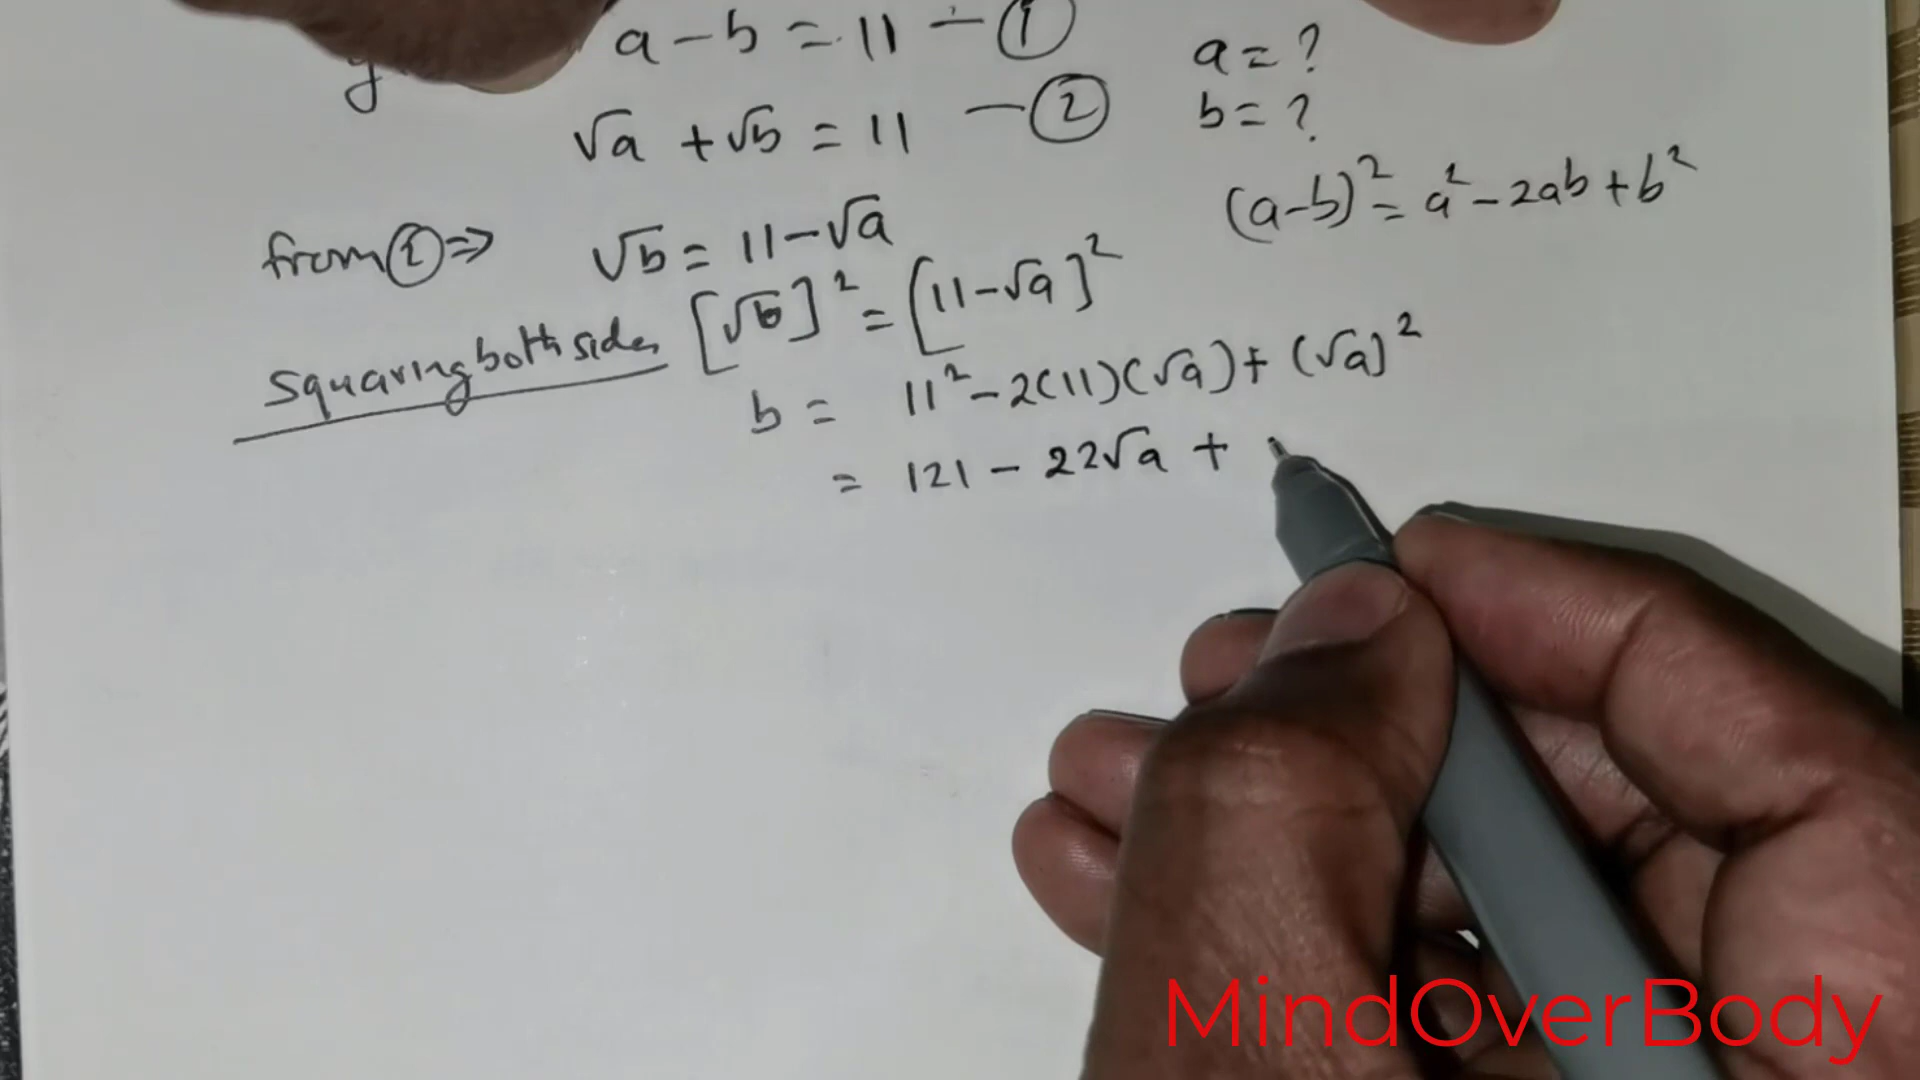 a - b = 11 - ①
a = ?
√a + √b = 11 - ②
b = ?
(a-b)² = a² - 2ab + b²
from ② ⇒ √b = 11 - √a
squaring both sides [√b]² = [11 - √a]²
b = 11² - 2(11)(√a) + (√a)²
= 121 - 22√a +
MindOverBody